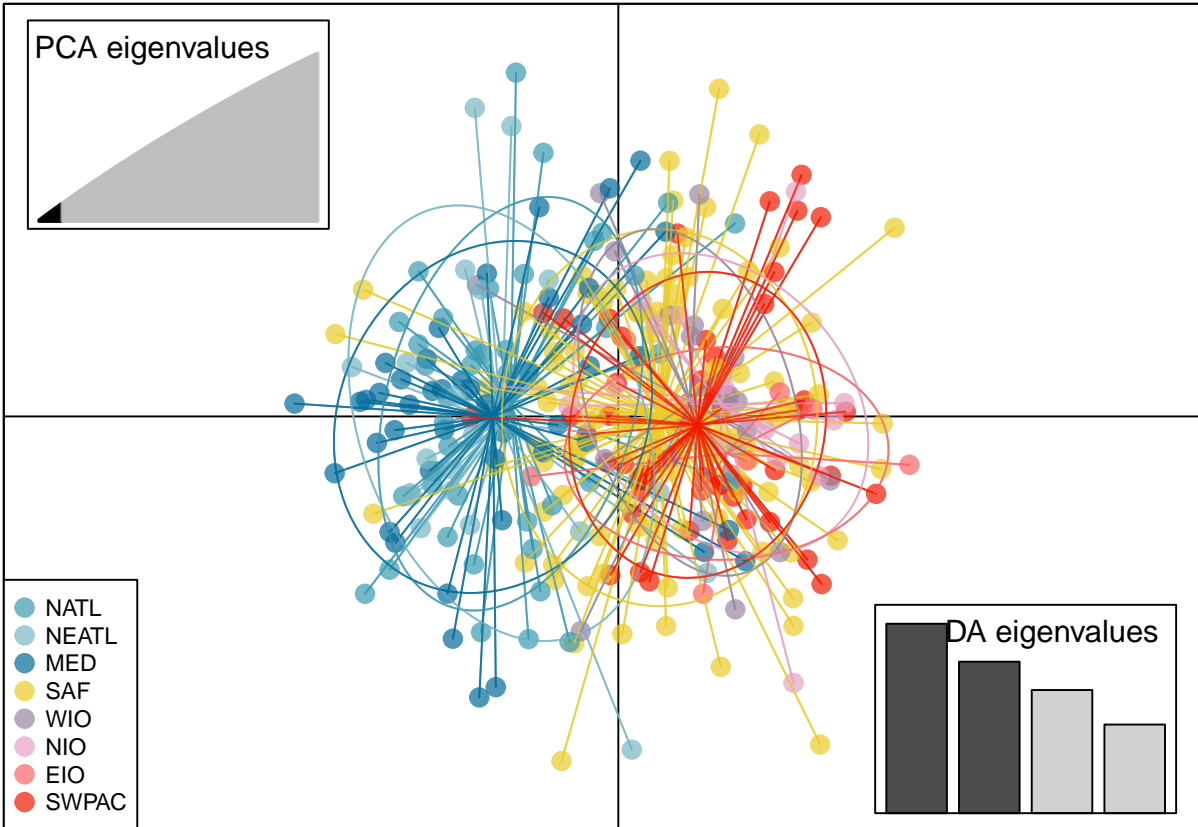 PCA eigenvalues
NATL
NEATL
MED
SAF
WIO
NIO
EIO
SWPAC
DA eigenvalues